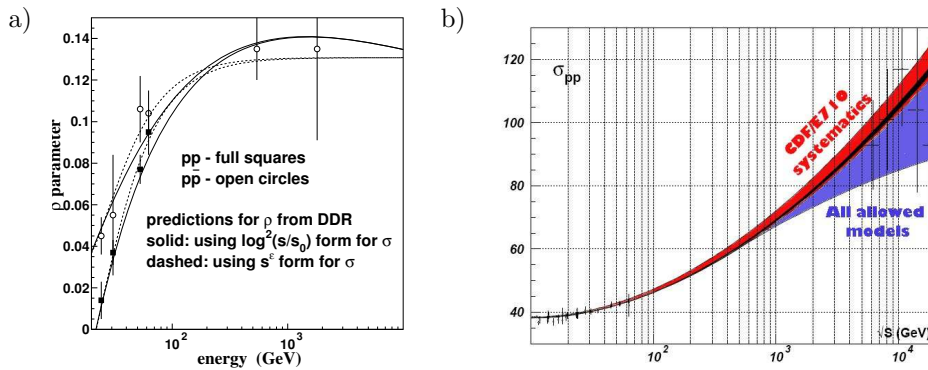 a)
ρ parameter
0.14
0.12
0.1
0.08
0.06
0.04
0.02
0
pp - full squares
pp̄ - open circles
predictions for ρ from DDR
solid: using log²(s/s₀) form for σ
dashed: using sᵋ form for σ
10²
10³
energy (GeV)
b)
120
100
80
60
40
σpp
CDF/E710
systematics
All allowed
models
√S (GeV)
10²
10³
10⁴